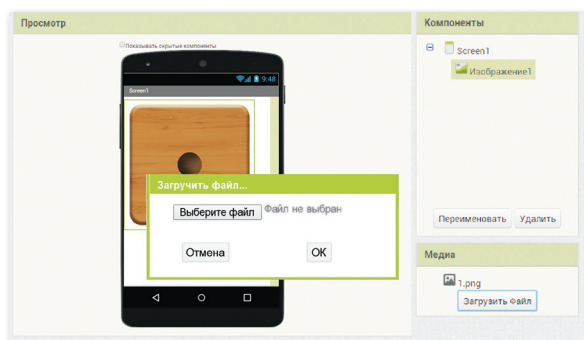 Просмотр
Показывать скрытые компоненты
9:48
Screen1
Загрузить файл...
Выберите файл Файл не выбран
Отмена OK
Компоненты
Screen1
Изображение1
Переименовать Удалить
Медиа
1.png
Загрузить Файл